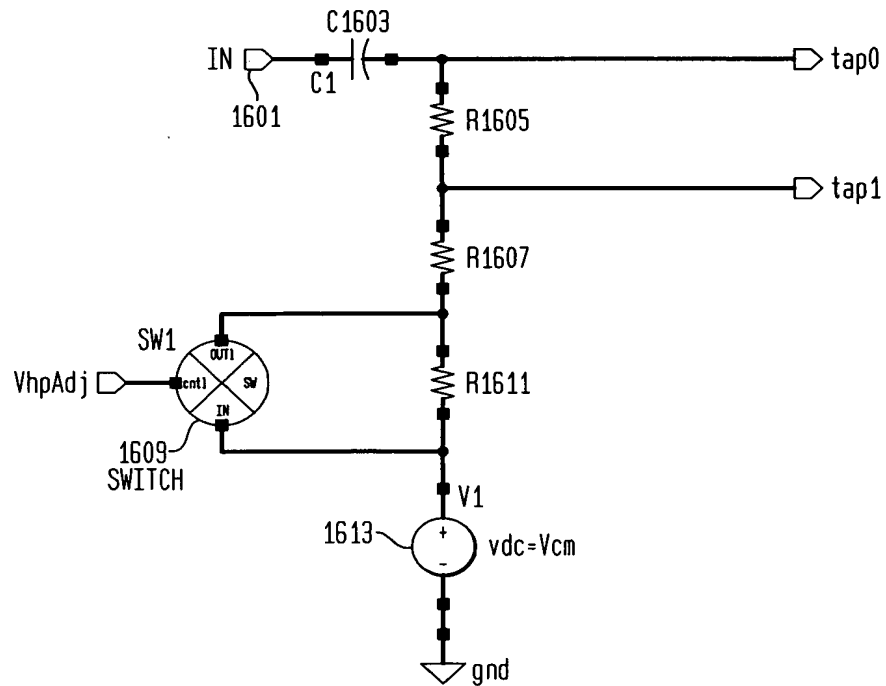 C1603
IN
tap0
C1
1601
R1605
tap1
R1607
SW1
OUT1
VhpAdj
cntl
SW
R1611
IN
1609
SWITCH
V1
1613
+
vdc=Vcm
-
gnd